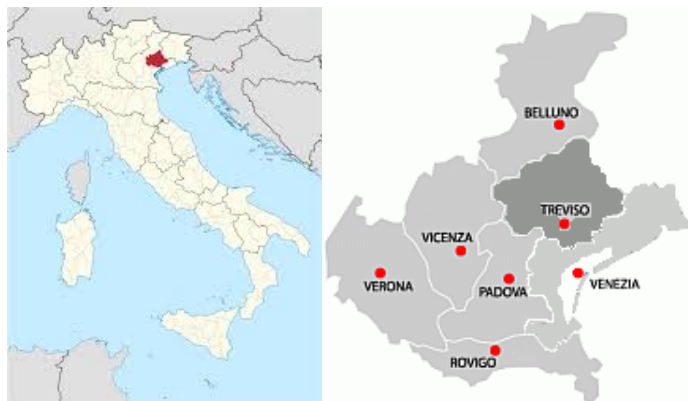 BELLUNO
TREVISO
VICENZA
VERONA
PADOVA
VENEZIA
ROVIGO